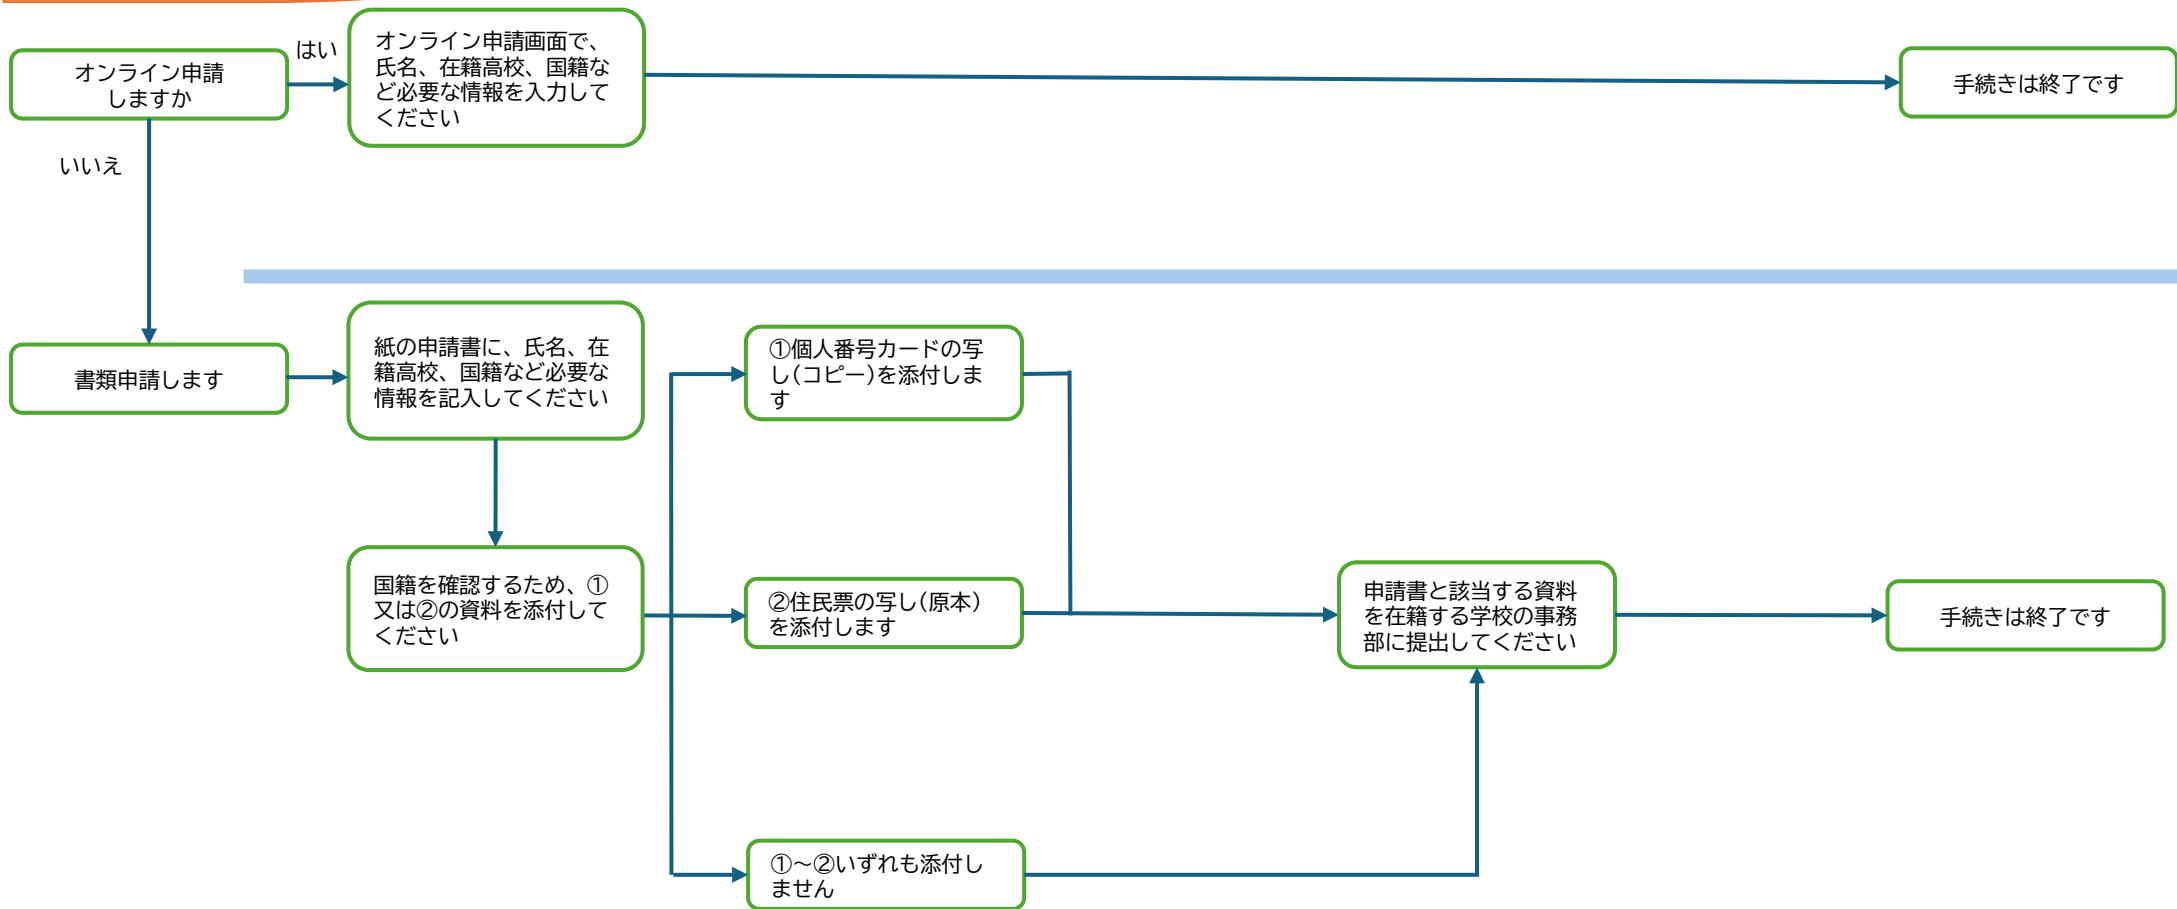 オンライン申請
しますか
はい
オンライン申請画面で、
氏名、在籍高校、国籍な
ど必要な情報を入力して
ください
手続きは終了です
いいえ
書類申請します
紙の申請書に、氏名、在
籍高校、国籍など必要な
情報を記入してください
①個人番号カードの写
し(コピー)を添付しま
す
国籍を確認するため、①
又は②の資料を添付して
ください
②住民票の写し(原本)
を添付します
申請書と該当する資料
を在籍する学校の事務
部に提出してください
手続きは終了です
①～②いずれも添付し
ません